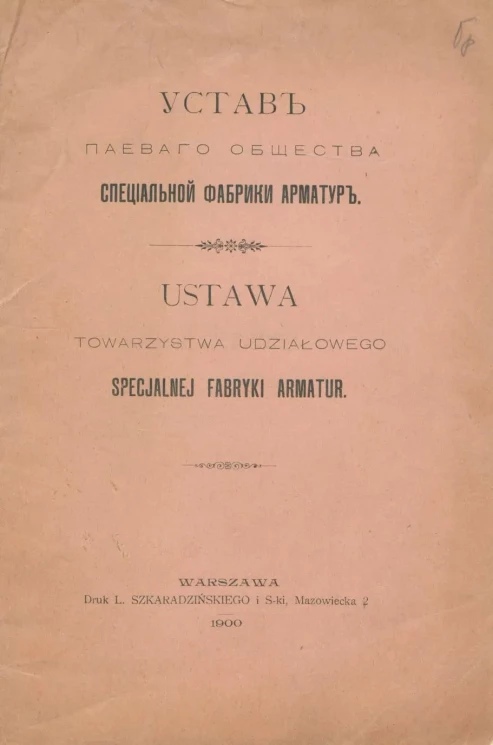 УСТАВЪ
ПАЕВАГО ОБЩЕСТВА
СПЕЦІАЛЬНОЙ ФАБРИКИ АРМАТУРЪ.
USTAWA
TOWARZYSTWA UDZIAŁOWEGO
SPECJALNEJ FABRYKI ARMATUR.
WARSZAWA
Druk L. SZKARADZIŃSKIEGO i S-ki, Mazowiecka 2
1900